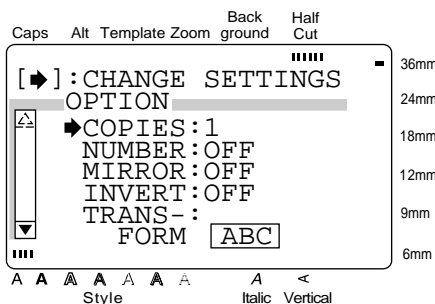 Back Half
Caps Alt Template Zoom ground Cut
[➡]:CHANGE SETTINGS
OPTION
➡COPIES:1
NUMBER:OFF
MIRROR:OFF
INVERT:OFF
TRANS-:
FORM ABC
36mm
24mm
18mm
12mm
9mm
6mm
A A A A A A A A <
Style Italic Vertical